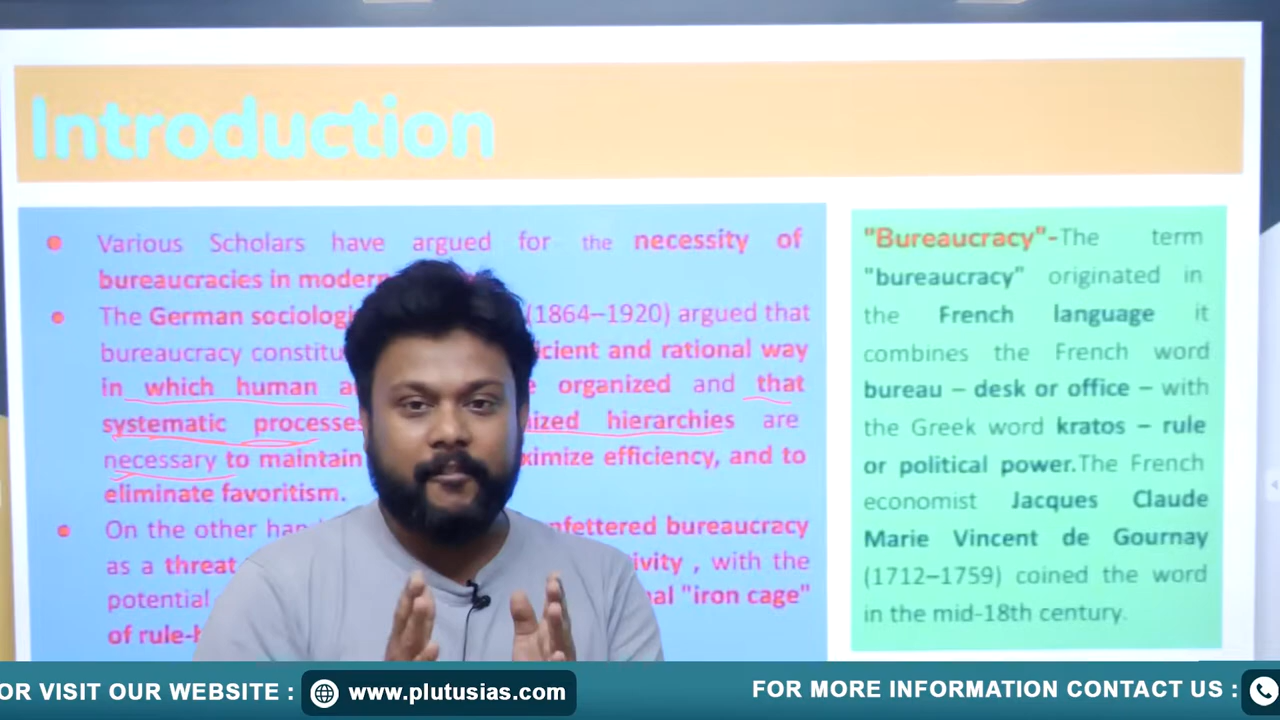 Introduction
Various Scholars have argued for the necessity of
bureaucracies in modern
The German sociolog (1864–1920) argued that
bureaucracy constitu icient and rational way
in which human a e organized and that
systematic processes ized hierarchies are
necessary to maintain ximize efficiency, and to
eliminate favoritism.
On the other han nfettered bureaucracy
as a threat ivity , with the
potential nal "iron cage"
of rule-
"Bureaucracy"-The term
"bureaucracy" originated in
the French language it
combines the French word
bureau – desk or office – with
the Greek word kratos – rule
or political power.The French
economist Jacques Claude
Marie Vincent de Gournay
(1712–1759) coined the word
in the mid-18th century.
OR VISIT OUR WEBSITE : www.plutusias.com FOR MORE INFORMATION CONTACT US :